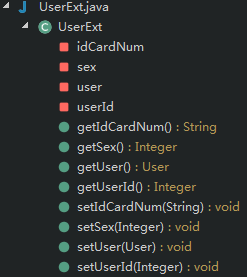 UserExt.java
UserExt
idCardNum
sex
user
userId
getIdCardNum() : String
getSex() : Integer
getUser() : User
getUserId() : Integer
setIdCardNum(String) : void
setSex(Integer) : void
setUser(User) : void
setUserId(Integer) : void